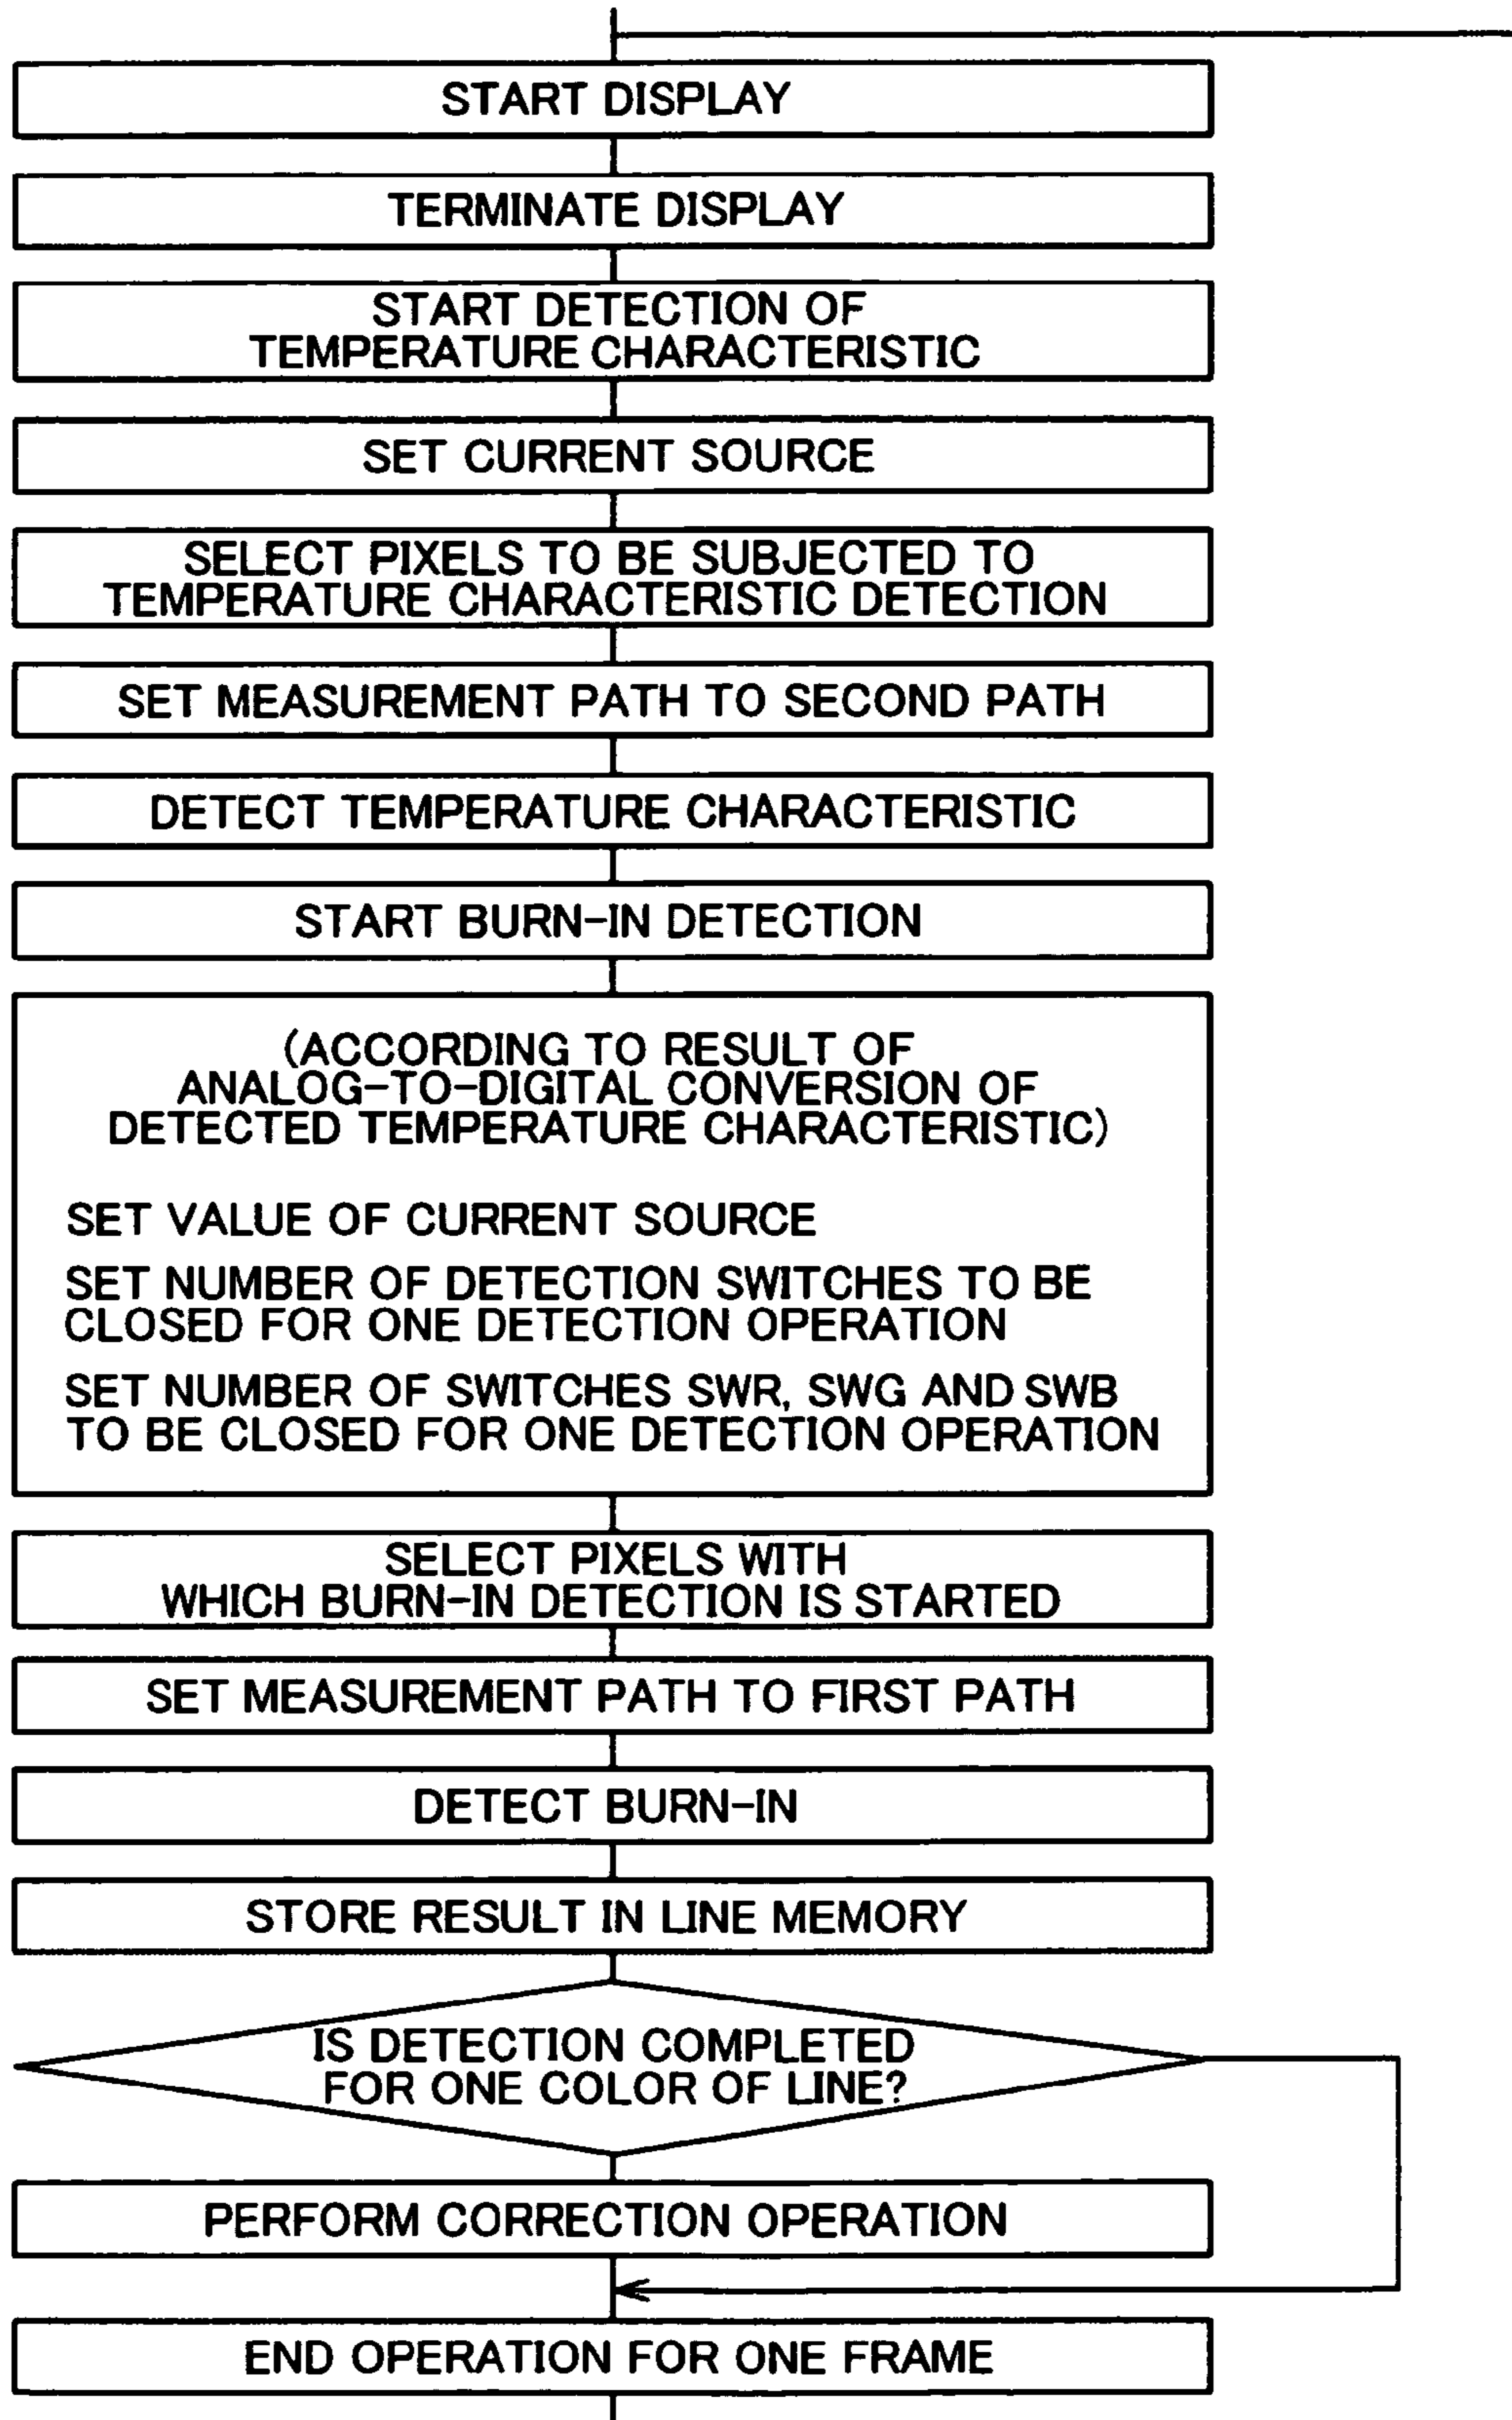 START DISPLAY
TERMINATE DISPLAY
START DETECTION OF
TEMPERATURE CHARACTERISTIC
SET CURRENT SOURCE
SELECT PIXELS TO BE SUBJECTED TO
TEMPERATURE CHARACTERISTIC DETECTION
SET MEASUREMENT PATH TO SECOND PATH
DETECT TEMPERATURE CHARACTERISTIC
START BURN-IN DETECTION
(ACCORDING TO RESULT OF
ANALOG-TO-DIGITAL CONVERSION OF
DETECTED TEMPERATURE CHARACTERISTIC)
SET VALUE OF CURRENT SOURCE
SET NUMBER OF DETECTION SWITCHES TO BE
CLOSED FOR ONE DETECTION OPERATION
SET NUMBER OF SWITCHES SWR, SWG AND SWB
TO BE CLOSED FOR ONE DETECTION OPERATION
SELECT PIXELS WITH
WHICH BURN-IN DETECTION IS STARTED
SET MEASUREMENT PATH TO FIRST PATH
DETECT BURN-IN
STORE RESULT IN LINE MEMORY
IS DETECTION COMPLETED
FOR ONE COLOR OF LINE?
PERFORM CORRECTION OPERATION
END OPERATION FOR ONE FRAME